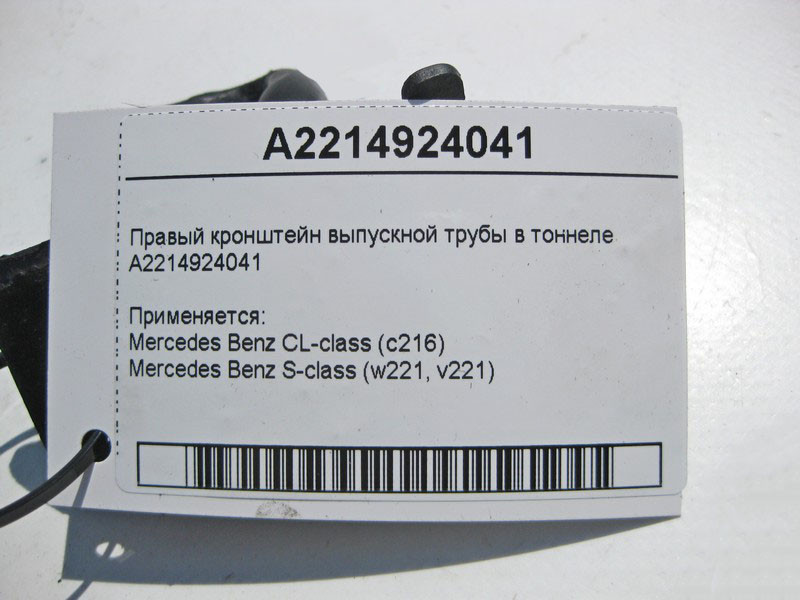 A2214924041
Правый кронштейн выпускной трубы в тоннеле
A2214924041
Применяется:
Mercedes Benz CL-class (c216)
Mercedes Benz S-class (w221, v221)